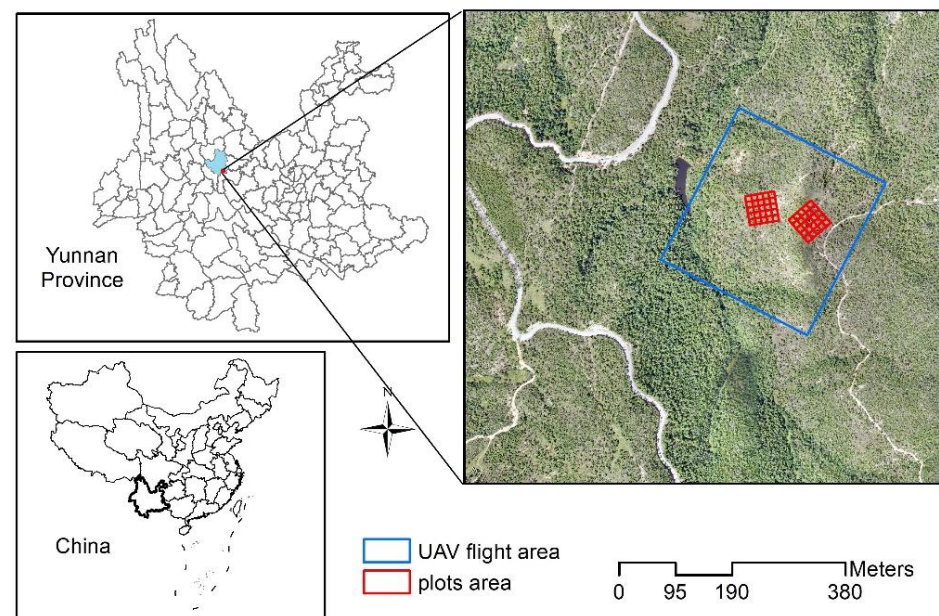 Yunnan
Province
China
N
UAV flight area
plots area
Meters
0 95 190 380